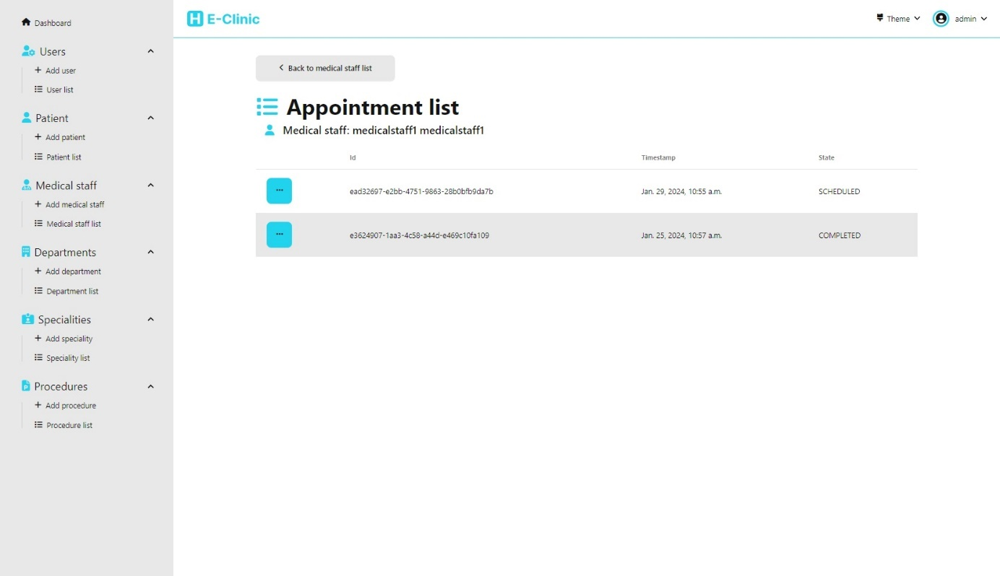 Dashboard
Users
Add user
User list
Patient
Add patient
Patient list
Medical staff
Add medical staff
Medical staff list
Departments
Add department
Department list
Specialities
Add speciality
Speciality list
Procedures
Add procedure
Procedure list
H E-Clinic
Theme admin
Back to medical staff list
Appointment list
Medical staff: medicalstaff1 medicalstaff1
Id Timestamp State
ead32697-e2bb-4751-9863-28b0bfb9da7b Jan. 29, 2024, 10:55 a.m. SCHEDULED
e3624907-1aa3-4c58-a44d-e469c10fa109 Jan. 25, 2024, 10:57 a.m. COMPLETED